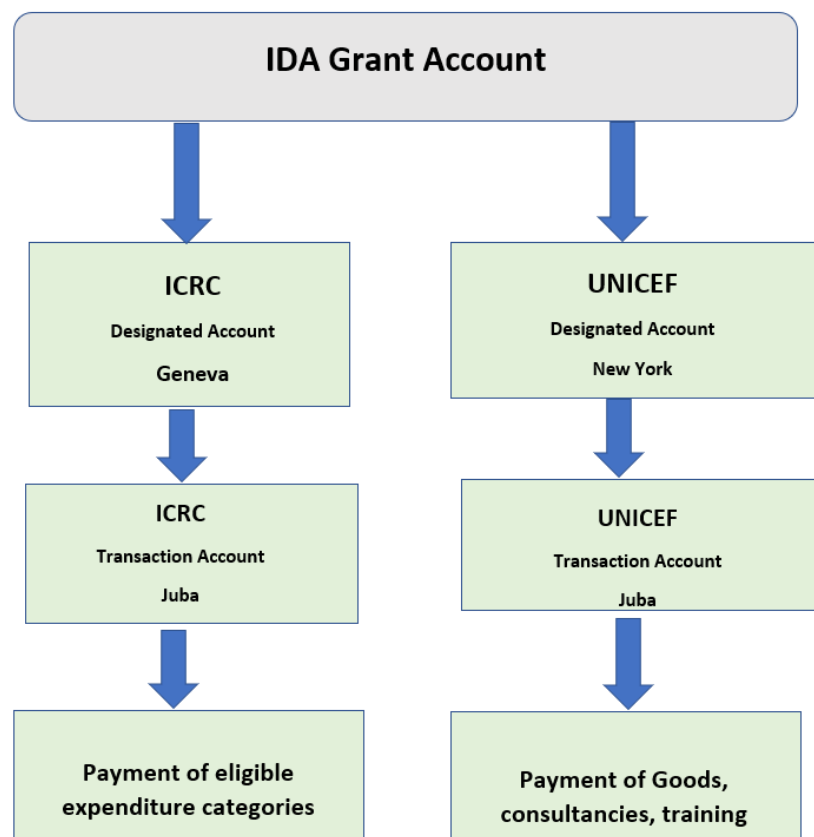 IDA Grant Account
ICRC
Designated Account
Geneva
UNICEF
Designated Account
New York
ICRC
Transaction Account
Juba
UNICEF
Transaction Account
Juba
Payment of eligible
expenditure categories
Payment of Goods,
consultancies, training